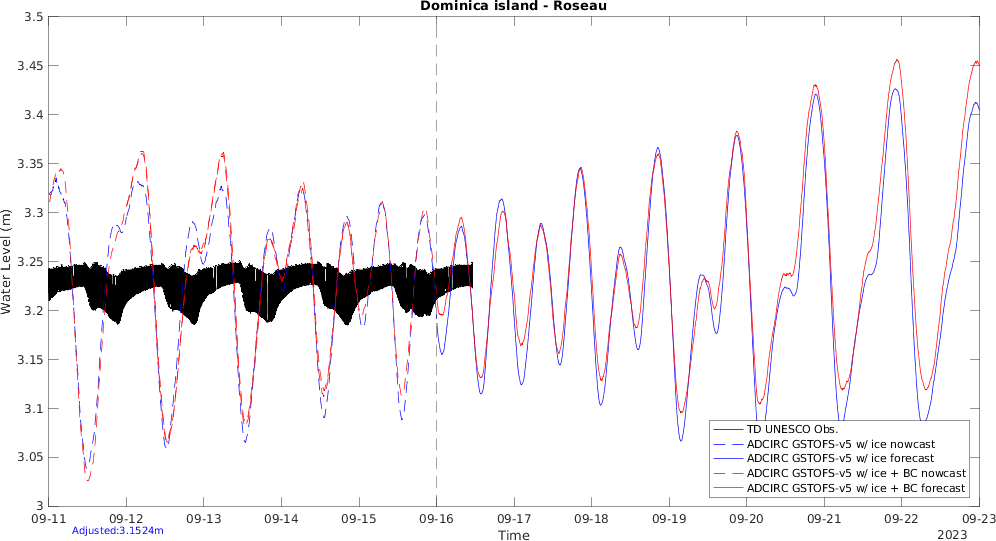 Dominica island - Roseau
3.5
3.45
3.4
3.35
3.3
3.25
3.2
3.15
3.1
3.05
3
Water Level (m)
TD UNESCO Obs.
ADCIRC GSTOFS-v5 w/ ice nowcast
ADCIRC GSTOFS-v5 w/ ice forecast
ADCIRC GSTOFS-v5 w/ ice + BC nowcast
ADCIRC GSTOFS-v5 w/ ice + BC forecast
09-11 09-12 09-13 09-14 09-15 09-16 09-17 09-18 09-19 09-20 09-21 09-22 09-23
Adjusted:3.1524m
Time
2023